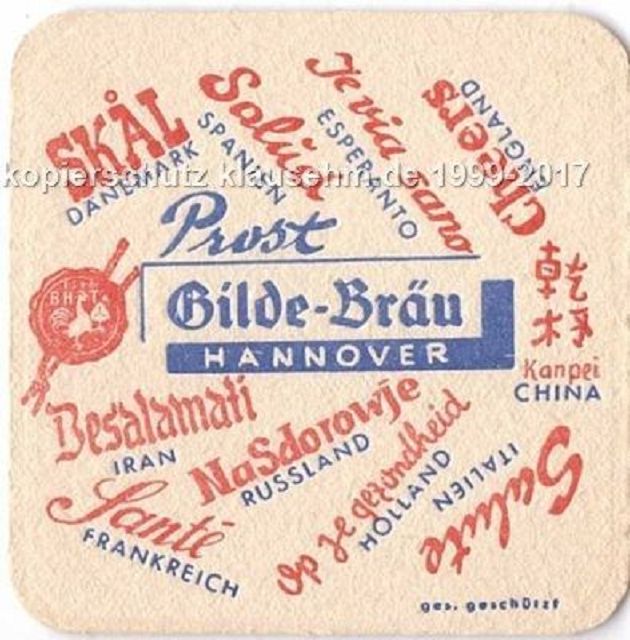 SKÅL
DÄNEMARK
Salud
SPANIEN
Je via sano
ESPERANTO
Cheers
ENGLAND
kopierschutz klausehm.de 1999-2017
Prost
Gilde-Bräu
HANNOVER
BHGT
乾杯
Kanpei
CHINA
Besalamati
IRAN
NaSdorowje
RUSSLAND
Op je gezondheid
HOLLAND
Salute
ITALIEN
Santé
FRANKREICH
ges. geschützt